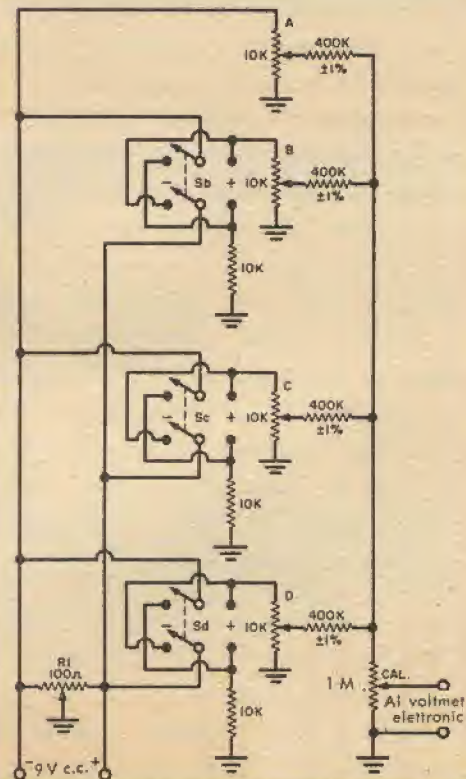 A
10K
400K
±1%
B
Sb
- + 10K
400K
±1%
10K
C
Sc
- + 10K
400K
±1%
10K
D
Sd
- + 10K
400K
±1%
10K
R1
100Ω
CAL.
1 M
Al voltmet
elettronic
- 9 V c.c. +